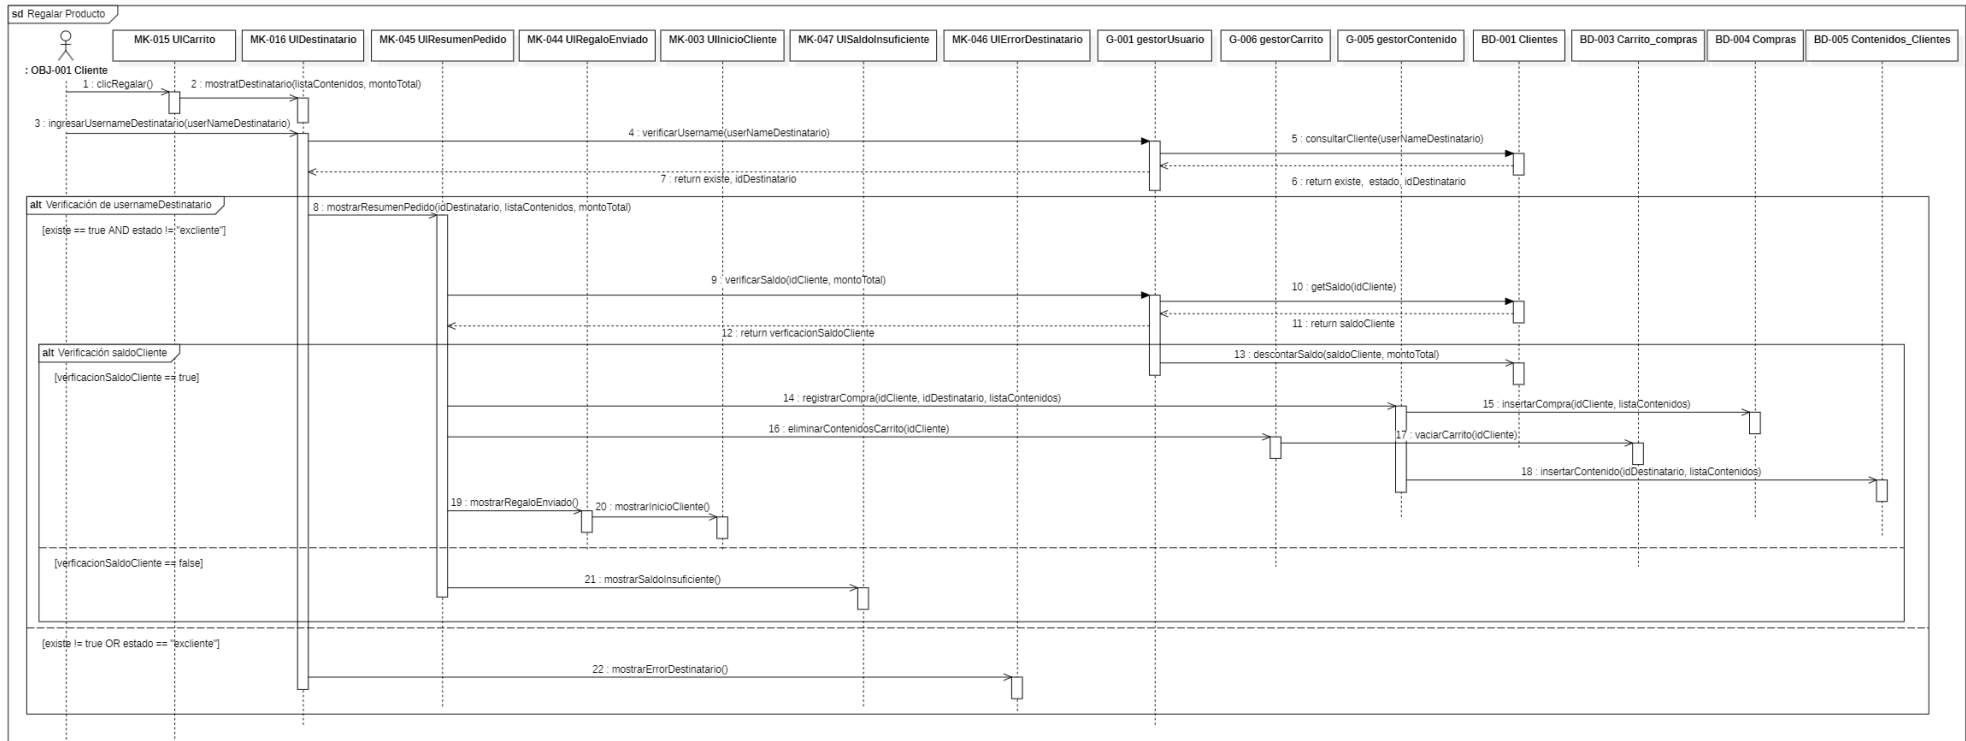 sd Regalar Producto
MK-015 UICarrito
MK-016 UIDestinatario
MK-045 UIResumenPedido
MK-044 UIRegaloEnviado
MK-003 UIInicioCliente
MK-047 UISaldoInsuficiente
MK-046 UIErrorDestinatario
G-001 gestorUsuario
G-006 gestorCarrito
G-005 gestorContenido
BD-001 Clientes
BD-003 Carrito_compras
BD-004 Compras
BD-005 Contenidos_Clientes
: OBJ-001 Cliente
1 : clicRegalar()
2 : mostratDestinatario(listaContenidos, montoTotal)
3 : ingresarUsernameDestinatario(userNameDestinatario)
4 : verificarUsername(userNameDestinatario)
5 : consultarCliente(userNameDestinatario)
7 : return existe, idDestinatario
6 : return existe, estado, idDestinatario
alt Verificación de usernameDestinatario
8 : mostrarResumenPedido(idDestinatario, listaContenidos, montoTotal)
[existe == true AND estado != "excliente"]
9 : verificarSaldo(idCliente, montoTotal)
10 : getSaldo(idCliente)
11 : return saldoCliente
12 : return verficacionSaldoCliente
alt Verificación saldoCliente
13 : descontarSaldo(saldoCliente, montoTotal)
[verficacionSaldoCliente == true]
14 : registrarCompra(idCliente, idDestinatario, listaContenidos)
15 : insertarCompra(idCliente, listaContenidos)
16 : eliminarContenidosCarrito(idCliente)
17 : vaciarCarrito(idCliente)
18 : insertarContenido(idDestinatario, listaContenidos)
19 : mostrarRegaloEnviado()
20 : mostrarInicioCliente()
[verficacionSaldoCliente == false]
21 : mostrarSaldoInsuficiente()
[existe != true OR estado == "excliente"]
22 : mostrarErrorDestinatario()